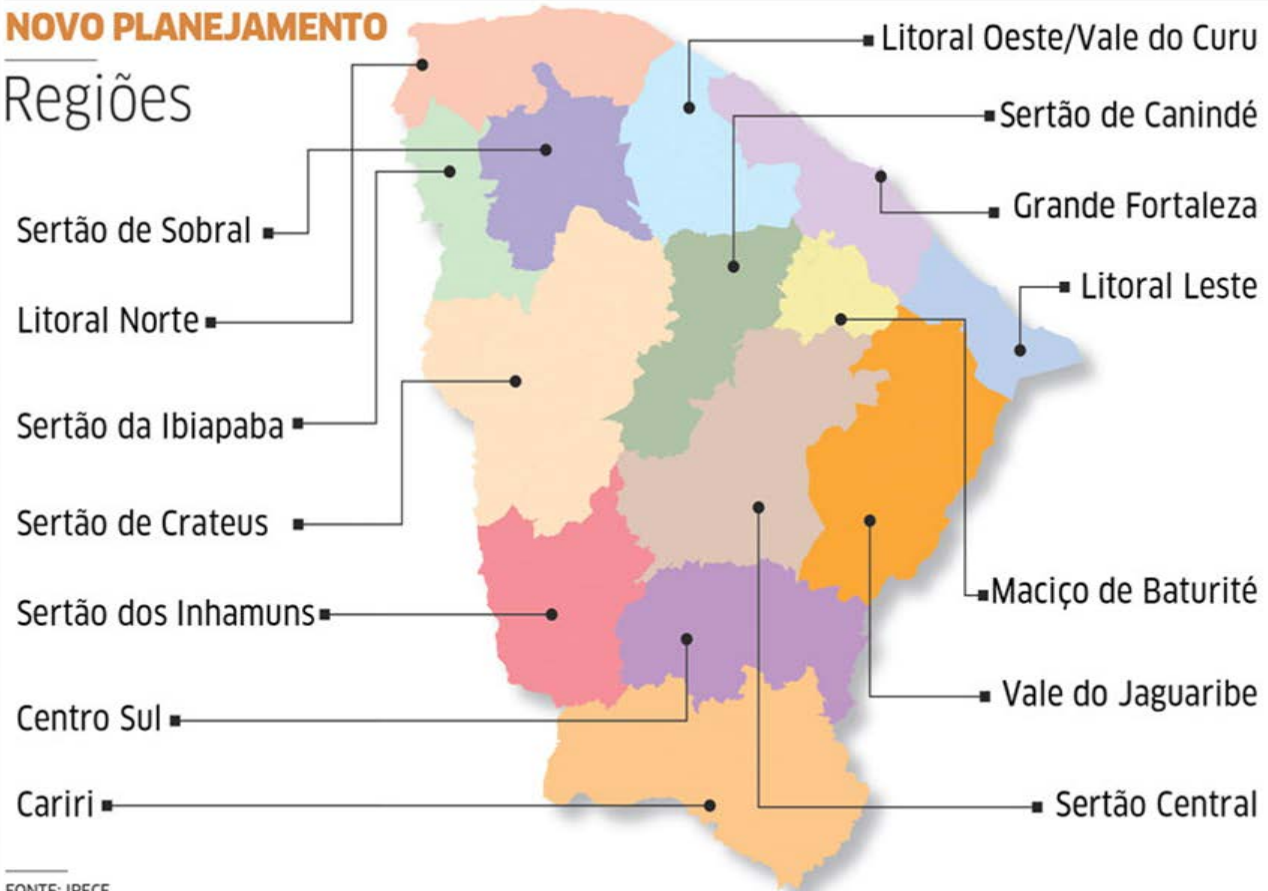 NOVO PLANEJAMENTO
Regiões
Sertão de Sobral
Litoral Norte
Sertão da Ibiapaba
Sertão de Crateus
Sertão dos Inhamuns
Centro Sul
Cariri
Litoral Oeste/Vale do Curu
Sertão de Canindé
Grande Fortaleza
Litoral Leste
Maciço de Baturité
Vale do Jaguaribe
Sertão Central
FONTE: IPECE